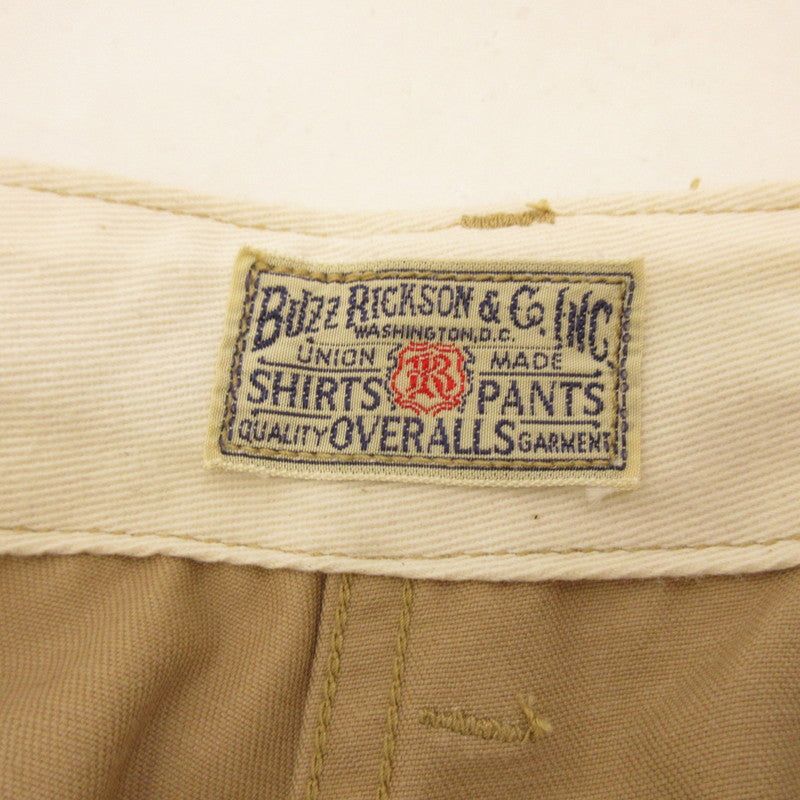 BUZZ RICKSON & CO. INC.
WASHINGTON, D.C.
UNION MADE
SHIRTS R PANTS
QUALITY OVERALLS GARMENT